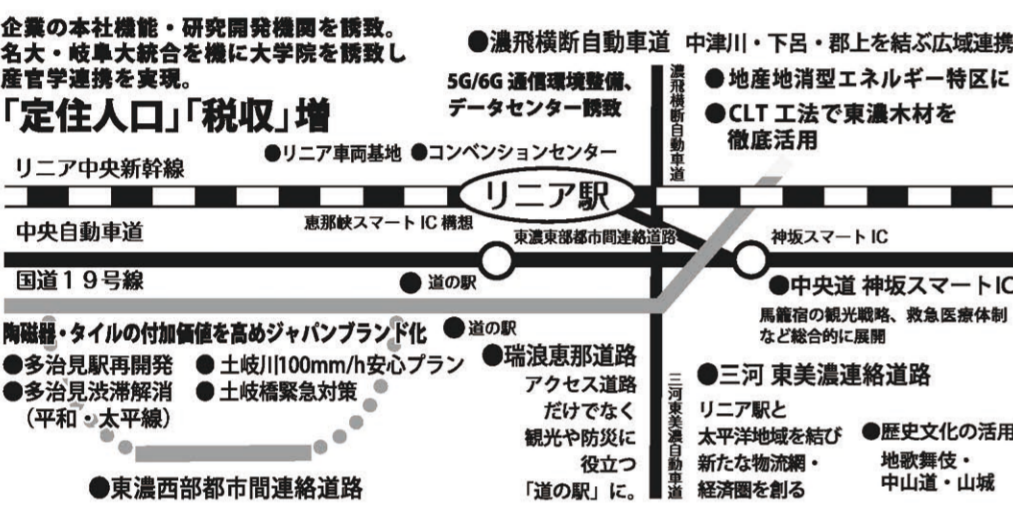 企業の本社機能・研究開発機関を誘致。
名大・岐阜大統合を機に大学院を誘致し
産官学連携を実現。
「定住人口」「税収」増
●濃飛横断自動車道 中津川・下呂・郡上を結ぶ広域連携
5G/6G 通信環境整備、
データセンター誘致
濃飛横断自動車道
●地産地消型エネルギー特区に
●CLT 工法で東濃木材を
徹底活用
リニア中央新幹線
●リニア車両基地 ●コンベンションセンター
リニア駅
中央自動車道
恵那峡スマート IC 構想
東濃東部都市間連絡道路
神坂スマート IC
国道19号線
●道の駅
●中央道 神坂スマートIC
馬籠宿の観光戦略、救急医療体制
など総合的に展開
陶磁器・タイルの付加価値を高めジャパンブランド化
●道の駅
●多治見駅再開発 ●土岐川100mm/h安心プラン
●多治見渋滞解消 ●土岐橋緊急対策
（平和・太平線）
●瑞浪恵那道路
アクセス道路
だけでなく
観光や防災に
役立つ
「道の駅」に。
三河東美濃自動車道
●三河 東美濃連絡道路
リニア駅と
太平洋地域を結び
新たな物流網・
経済圏を創る
●歴史文化の活用
地歌舞伎・
中山道・山城
●東濃西部都市間連絡道路